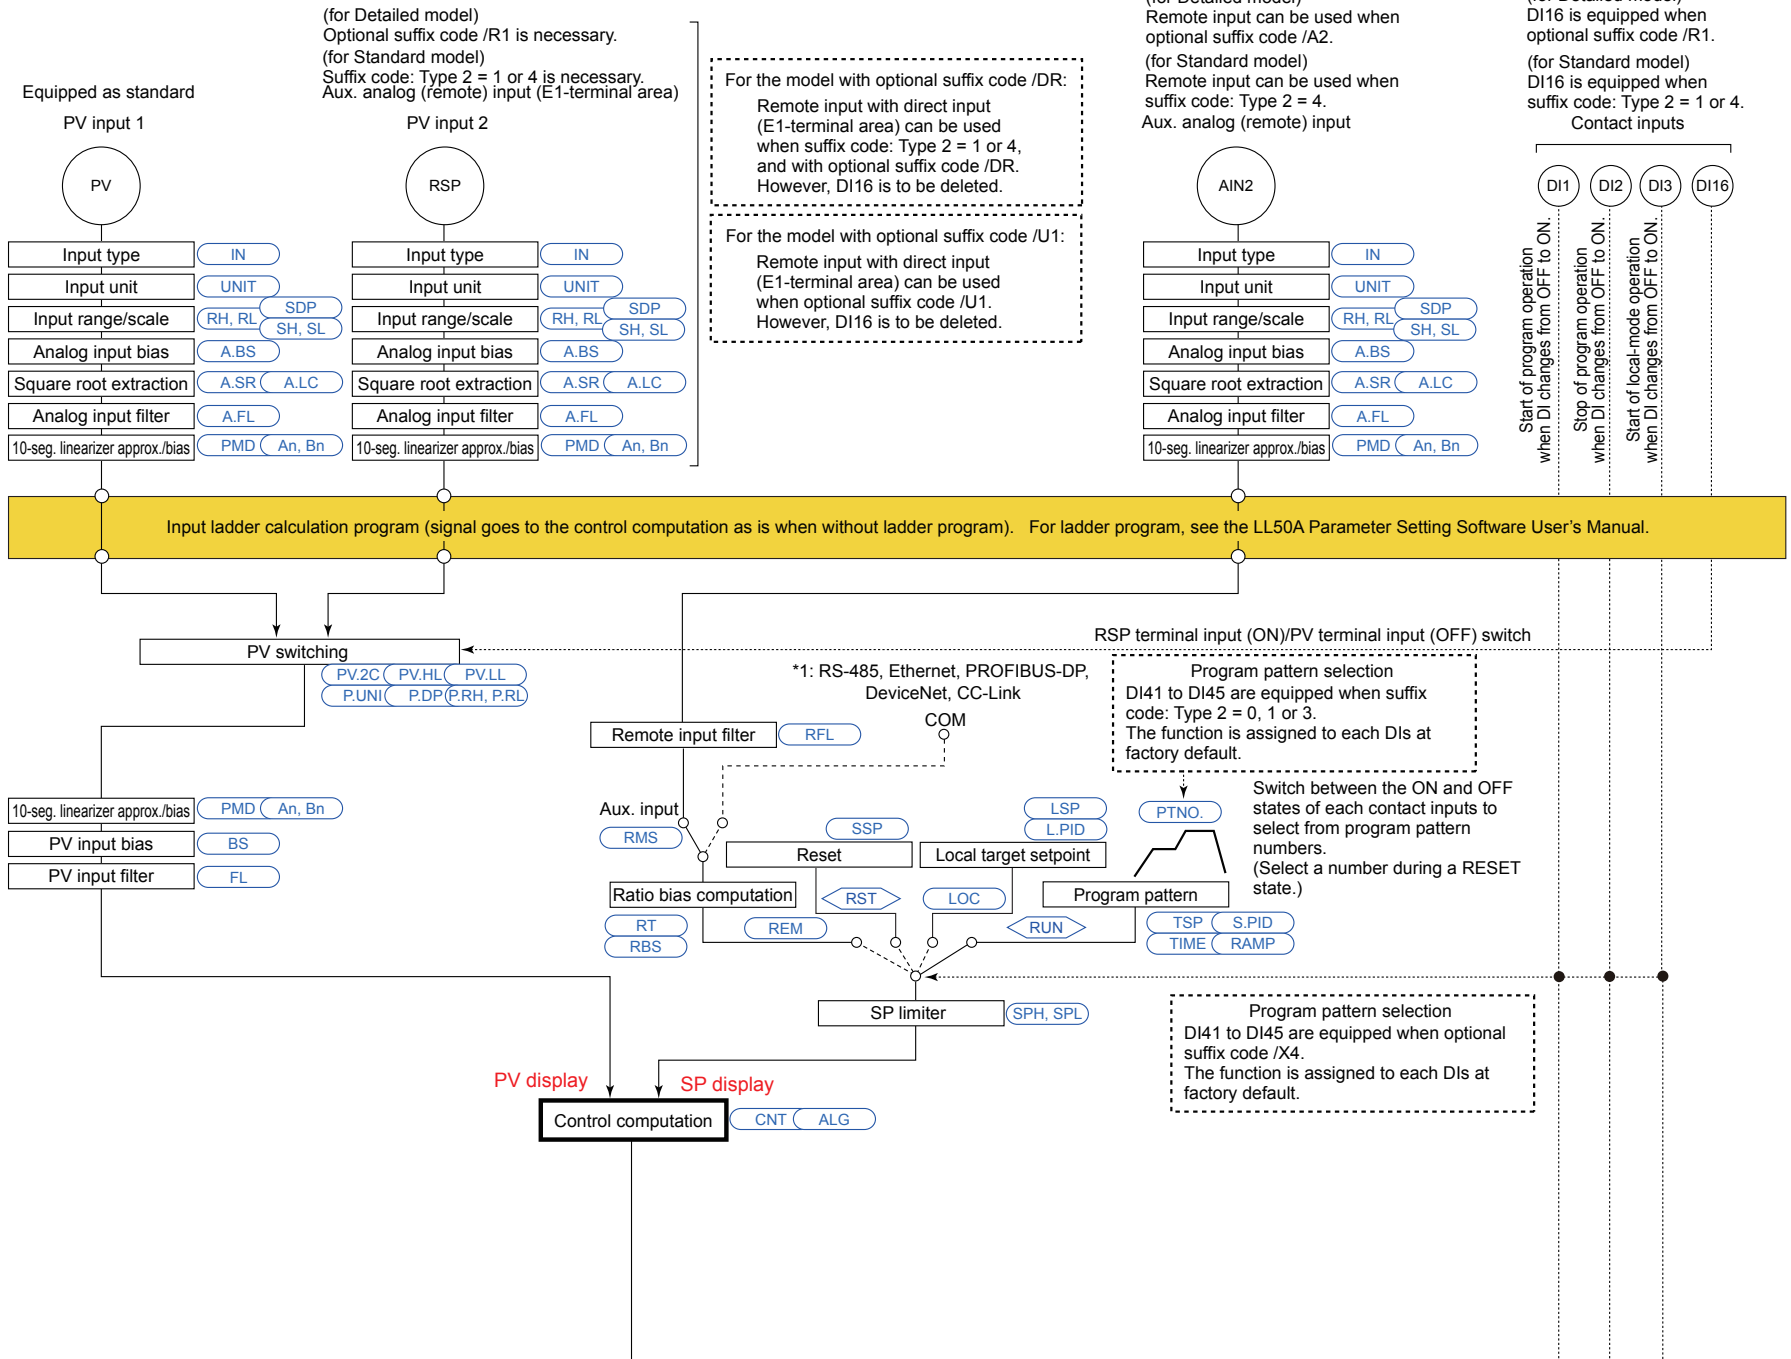 (for Detailed model)
Optional suffix code /R1 is necessary.
(for Standard model)
Suffix code: Type 2 = 1 or 4 is necessary.
Aux. analog (remote) input (E1-terminal area)
Equipped as standard
PV input 1
PV input 2
For the model with optional suffix code /DR:
Remote input with direct input
(E1-terminal area) can be used
when suffix code: Type 2 = 1 or 4,
and with optional suffix code /DR.
However, DI16 is to be deleted.
For the model with optional suffix code /U1:
Remote input with direct input
(E1-terminal area) can be used
when optional suffix code /U1.
However, DI16 is to be deleted.
(for Detailed model)
Remote input can be used when
optional suffix code /A2.
(for Standard model)
Remote input can be used when
suffix code: Type 2 = 4.
Aux. analog (remote) input
(for Detailed model)
DI16 is equipped when
optional suffix code /R1.
(for Standard model)
DI16 is equipped when
suffix code: Type 2 = 1 or 4.
Contact inputs
PV
RSP
AIN2
DI1
DI2
DI3
DI16
Input type
IN
Input unit
UNIT
Input range/scale
RH, RL
SDP
SH, SL
Analog input bias
A.BS
Square root extraction
A.SR
A.LC
Analog input filter
A.FL
10-seg. linearizer approx./bias
PMD
An, Bn
Input type
IN
Input unit
UNIT
Input range/scale
RH, RL
SDP
SH, SL
Analog input bias
A.BS
Square root extraction
A.SR
A.LC
Analog input filter
A.FL
10-seg. linearizer approx./bias
PMD
An, Bn
Input type
IN
Input unit
UNIT
Input range/scale
RH, RL
SDP
SH, SL
Analog input bias
A.BS
Square root extraction
A.SR
A.LC
Analog input filter
A.FL
10-seg. linearizer approx./bias
PMD
An, Bn
Start of program operation
when DI changes from OFF to ON.
Stop of program operation
when DI changes from OFF to ON.
Start of local-mode operation
when DI changes from OFF to ON.
Input ladder calculation program (signal goes to the control computation as is when without ladder program). For ladder program, see the LL50A Parameter Setting Software User's Manual.
RSP terminal input (ON)/PV terminal input (OFF) switch
PV switching
PV.2C
PV.HL
PV.LL
P.UNI
P.DP
P.RH, P.RL
*1: RS-485, Ethernet, PROFIBUS-DP,
DeviceNet, CC-Link
COM
Program pattern selection
DI41 to DI45 are equipped when suffix
code: Type 2 = 0, 1 or 3.
The function is assigned to each DIs at
factory default.
Remote input filter
RFL
10-seg. linearizer approx./bias
PMD
An, Bn
PV input bias
BS
PV input filter
FL
Aux. input
RMS
SSP
Reset
LSP
L.PID
Local target setpoint
PTNO.
Switch between the ON and OFF
states of each contact inputs to
select from program pattern
numbers.
(Select a number during a RESET
state.)
Ratio bias computation
RT
RBS
REM
RST
LOC
RUN
Program pattern
TSP
S.PID
TIME
RAMP
SP limiter
SPH, SPL
Program pattern selection
DI41 to DI45 are equipped when optional
suffix code /X4.
The function is assigned to each DIs at
factory default.
PV display
SP display
Control computation
CNT
ALG